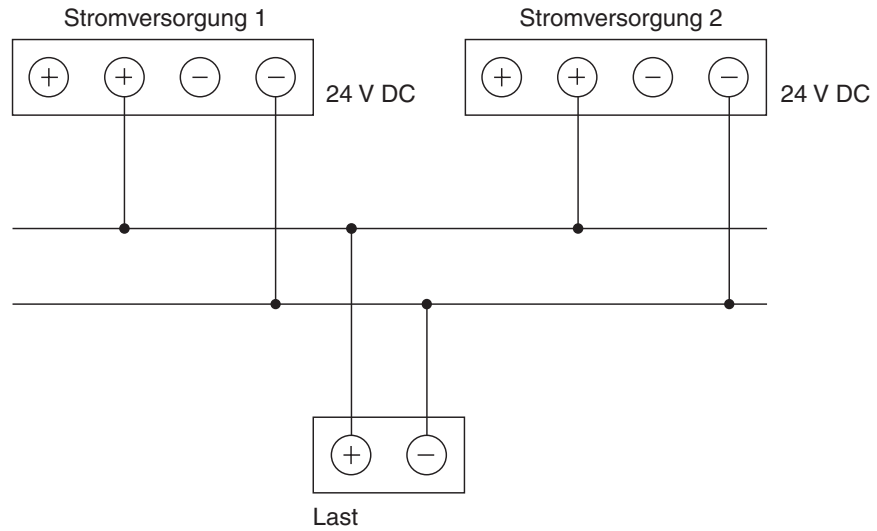 Stromversorgung 1
Stromversorgung 2
+ + − − 24 V DC
+ + − − 24 V DC
+ −
Last